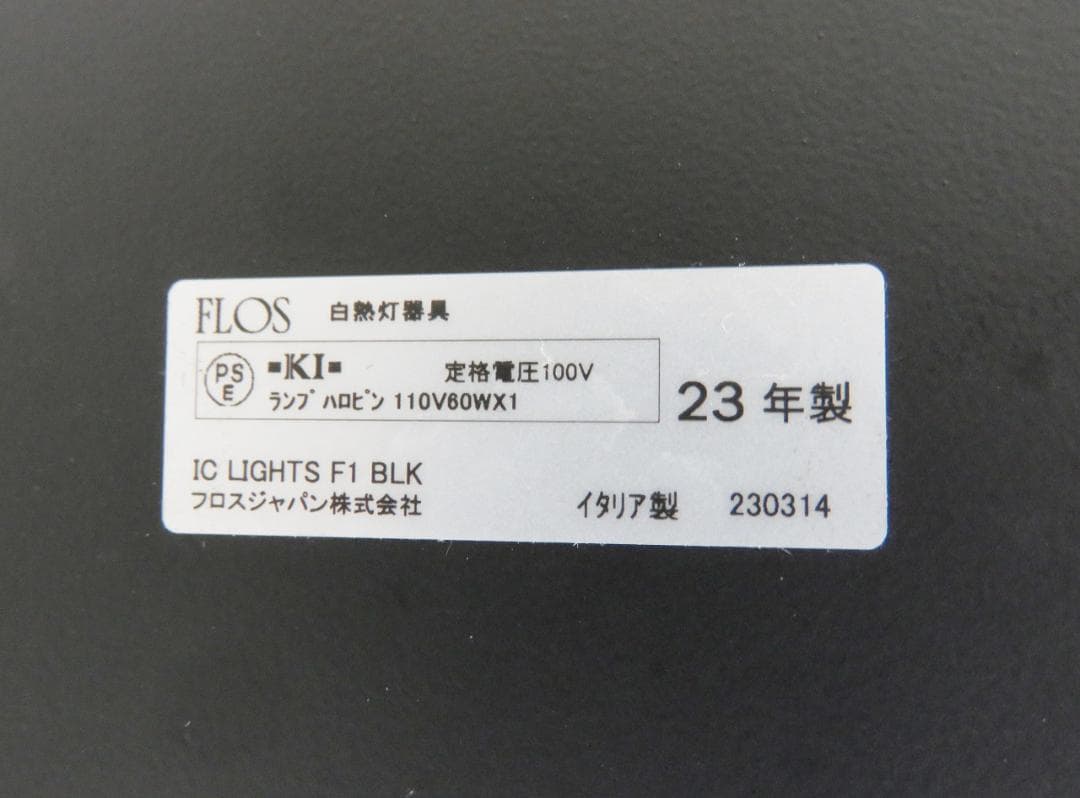 FLOS 白熱灯器具
PS
E
-KI-
定格電圧100V
ランプ ハロピン 110V60WX1
23 年製
IC LIGHTS F1 BLK
フロスジャパン株式会社
イタリア製 230314